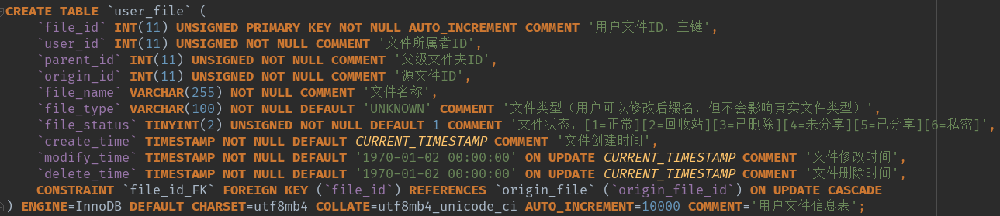 CREATE TABLE `user_file` (
`file_id` INT(11) UNSIGNED PRIMARY KEY NOT NULL AUTO_INCREMENT COMMENT '用户文件ID，主键',
`user_id` INT(11) UNSIGNED NOT NULL COMMENT '文件所属者ID',
`parent_id` INT(11) UNSIGNED NOT NULL COMMENT '父级文件夹ID',
`origin_id` INT(11) UNSIGNED NOT NULL COMMENT '源文件ID',
`file_name` VARCHAR(255) NOT NULL COMMENT '文件名称',
`file_type` VARCHAR(100) NOT NULL DEFAULT 'UNKNOWN' COMMENT '文件类型（用户可以修改后缀名，但不会影响真实文件类型）',
`file_status` TINYINT(2) UNSIGNED NOT NULL DEFAULT 1 COMMENT '文件状态，[1=正常][2=回收站][3=已删除][4=未分享][5=已分享][6=私密]',
`create_time` TIMESTAMP NOT NULL DEFAULT CURRENT_TIMESTAMP COMMENT '文件创建时间',
`modify_time` TIMESTAMP NOT NULL DEFAULT '1970-01-02 00:00:00' ON UPDATE CURRENT_TIMESTAMP COMMENT '文件修改时间',
`delete_time` TIMESTAMP NOT NULL DEFAULT '1970-01-02 00:00:00' ON UPDATE CURRENT_TIMESTAMP COMMENT '文件删除时间',
CONSTRAINT `file_id_FK` FOREIGN KEY (`file_id`) REFERENCES `origin_file` (`origin_file_id`) ON UPDATE CASCADE
) ENGINE=InnoDB DEFAULT CHARSET=utf8mb4 COLLATE=utf8mb4_unicode_ci AUTO_INCREMENT=10000 COMMENT='用户文件信息表';